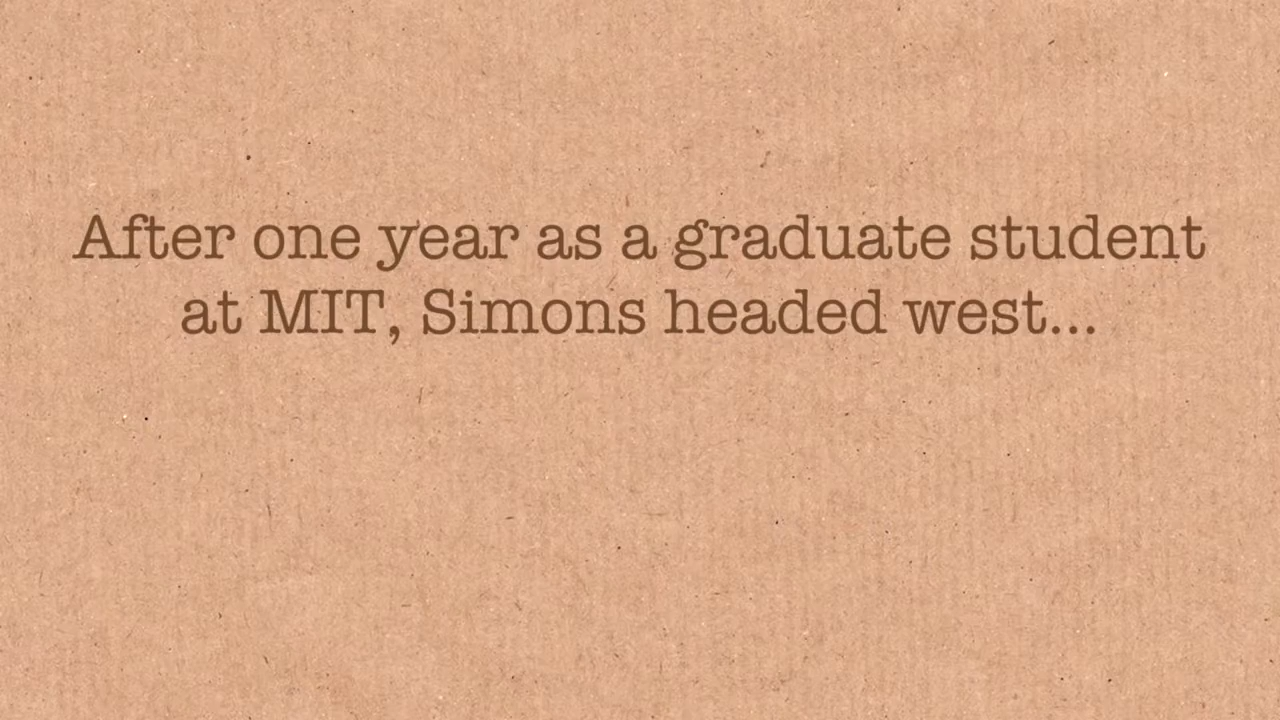 After one year as a graduate student
at MIT, Simons headed west...